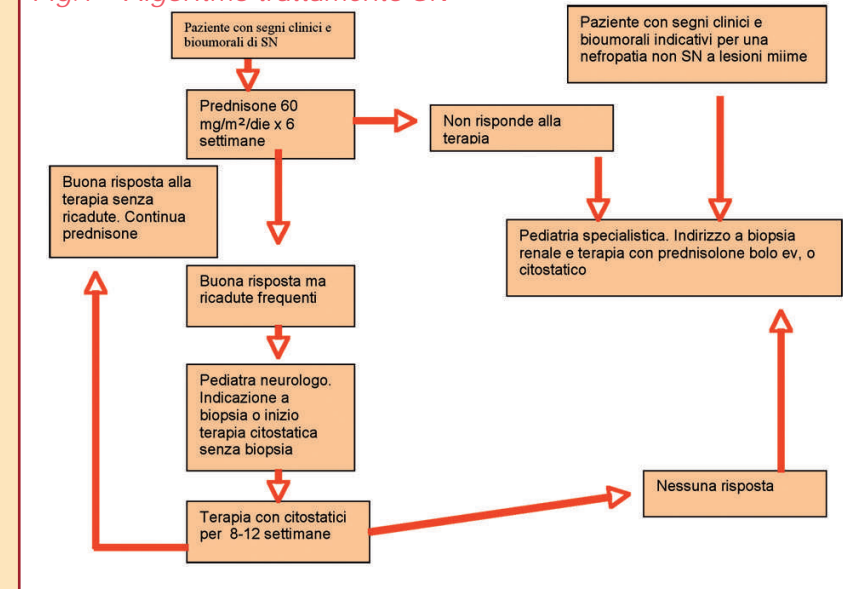 Paziente con segni clinici e
bioumorali di SN
Paziente con segni clinici e
bioumorali indicativi per una
nefropatia non SN a lesioni miime
Prednisone 60
mg/m²/die x 6
settimane
Non risponde alla
terapia
Buona risposta alla
terapia senza
ricadute. Continua
prednisone
Pediatria specialistica. Indirizzo a biopsia
renale e terapia con prednisolone bolo ev, o
citostatico
Buona risposta ma
ricadute frequenti
Pediatra neurologo.
Indicazione a
biopsia o inizio
terapia citostatica
senza biopsia
Nessuna risposta
Terapia con citostatici
per 8-12 settimane